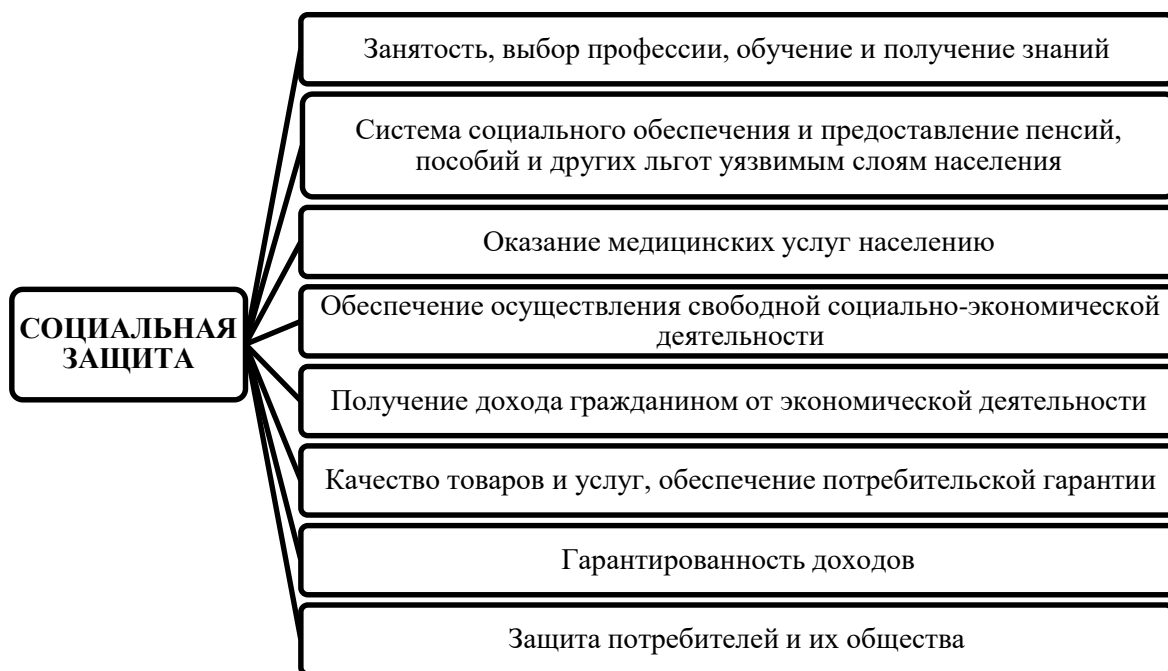 Занятость, выбор профессии, обучение и получение знаний
Система социального обеспечения и предоставление пенсий,
пособий и других льгот уязвимым слоям населения
Оказание медицинских услуг населению
СОЦИАЛЬНАЯ
ЗАЩИТА
Обеспечение осуществления свободной социально-экономической
деятельности
Получение дохода гражданином от экономической деятельности
Качество товаров и услуг, обеспечение потребительской гарантии
Гарантированность доходов
Защита потребителей и их общества